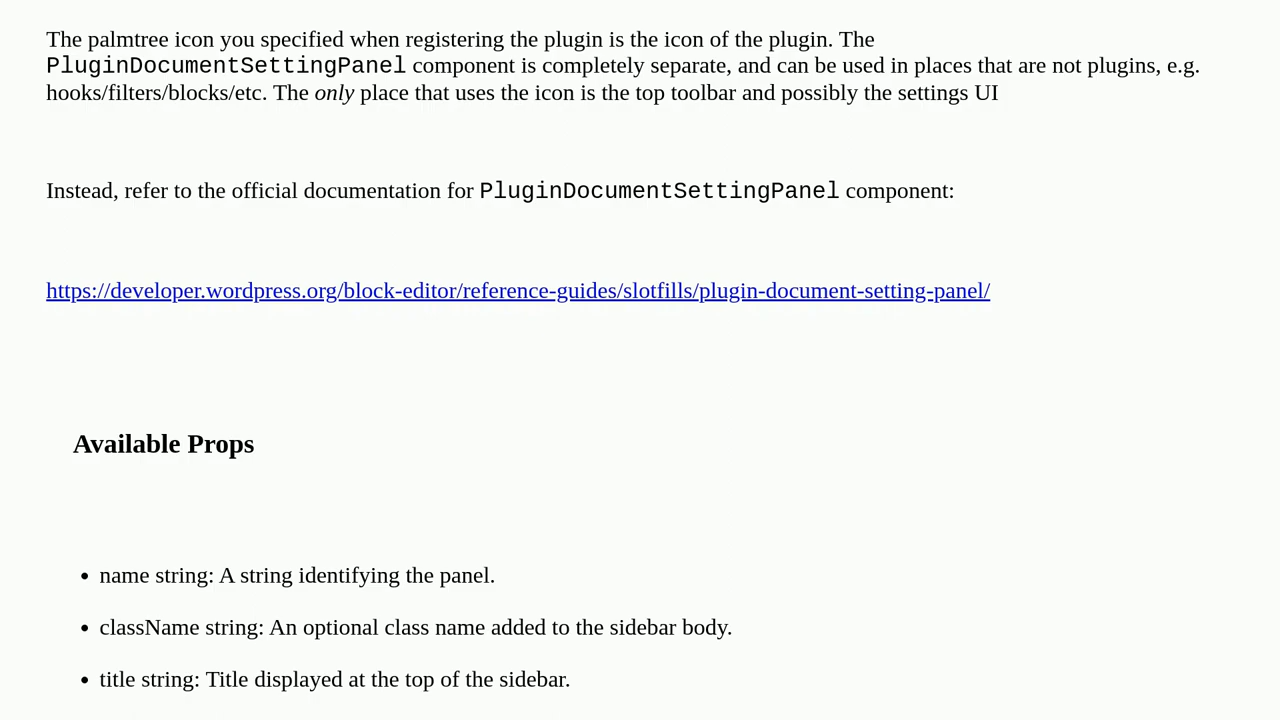 The palmtree icon you specified when registering the plugin is the icon of the plugin. The
PluginDocumentSettingPanel component is completely separate, and can be used in places that are not plugins, e.g.
hooks/filters/blocks/etc. The only place that uses the icon is the top toolbar and possibly the settings UI
Instead, refer to the official documentation for PluginDocumentSettingPanel component:
https://developer.wordpress.org/block-editor/reference-guides/slotfills/plugin-document-setting-panel/
Available Props
• name string: A string identifying the panel.
• className string: An optional class name added to the sidebar body.
• title string: Title displayed at the top of the sidebar.